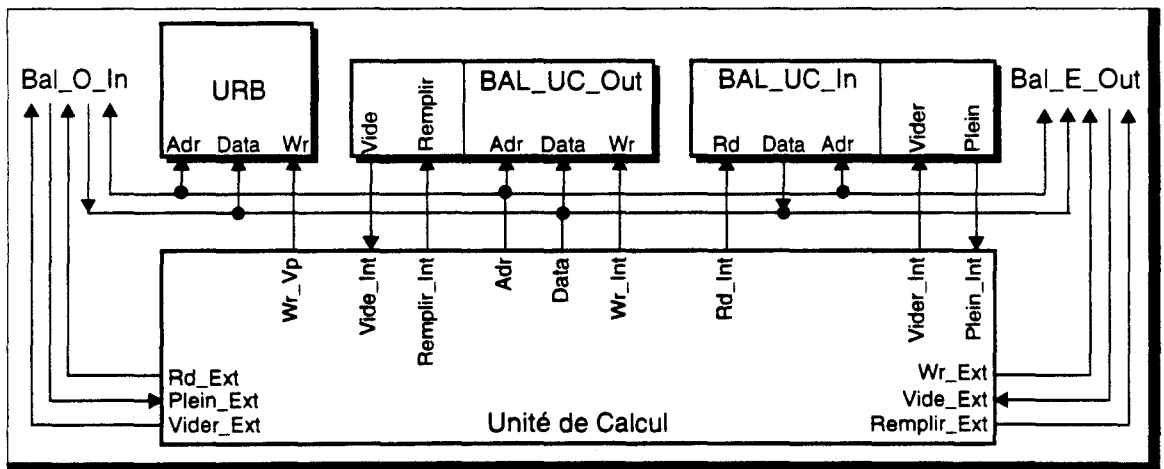 Bal_O_In
URB
Adr Data Wr
Vide
Remplir
BAL_UC_Out
Adr Data Wr
BAL_UC_In
Rd Data Adr
Vider
Plein
Bal_E_Out
Wr_Vp
Vide_Int
Remplir_Int
Adr
Data
Wr_Int
Rd_Int
Vider_Int
Plein_Int
Rd_Ext
Plein_Ext
Vider_Ext
Unité de Calcul
Wr_Ext
Vide_Ext
Remplir_Ext